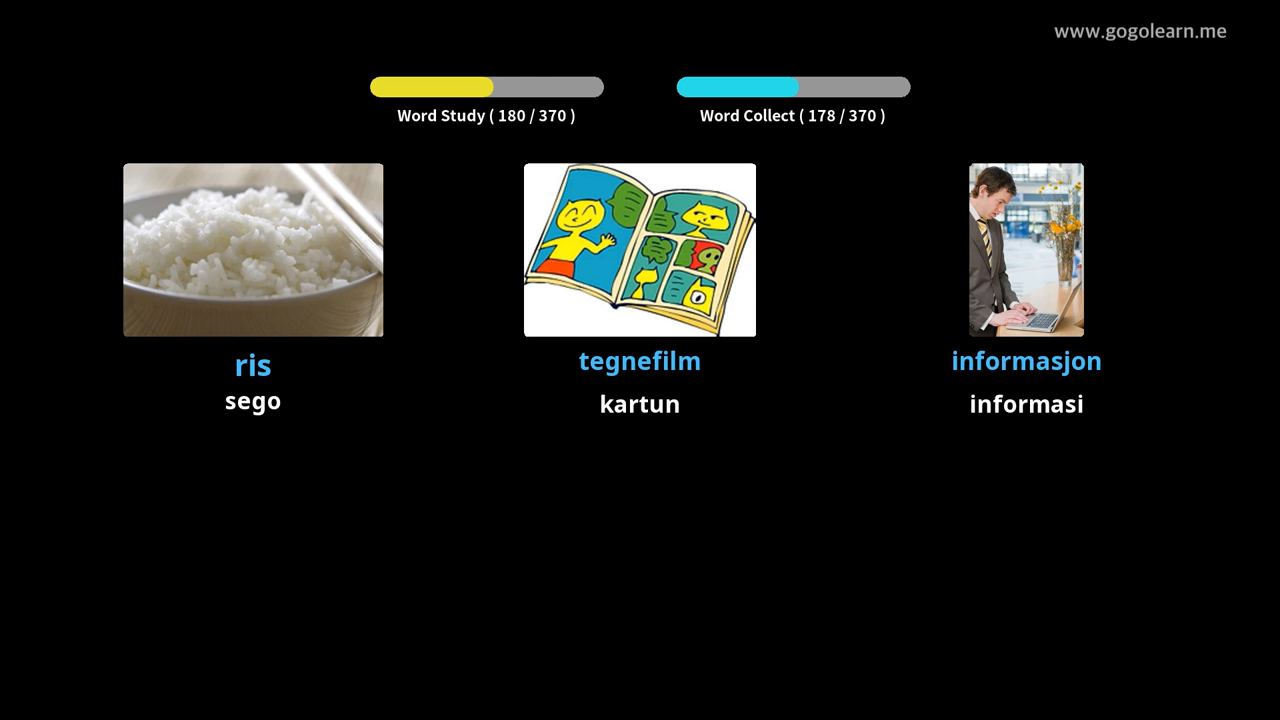 www.gogolearn.me
Word Study ( 180 / 370 )
Word Collect ( 178 / 370 )
ris
sego
tegnefilm
kartun
informasjon
informasi